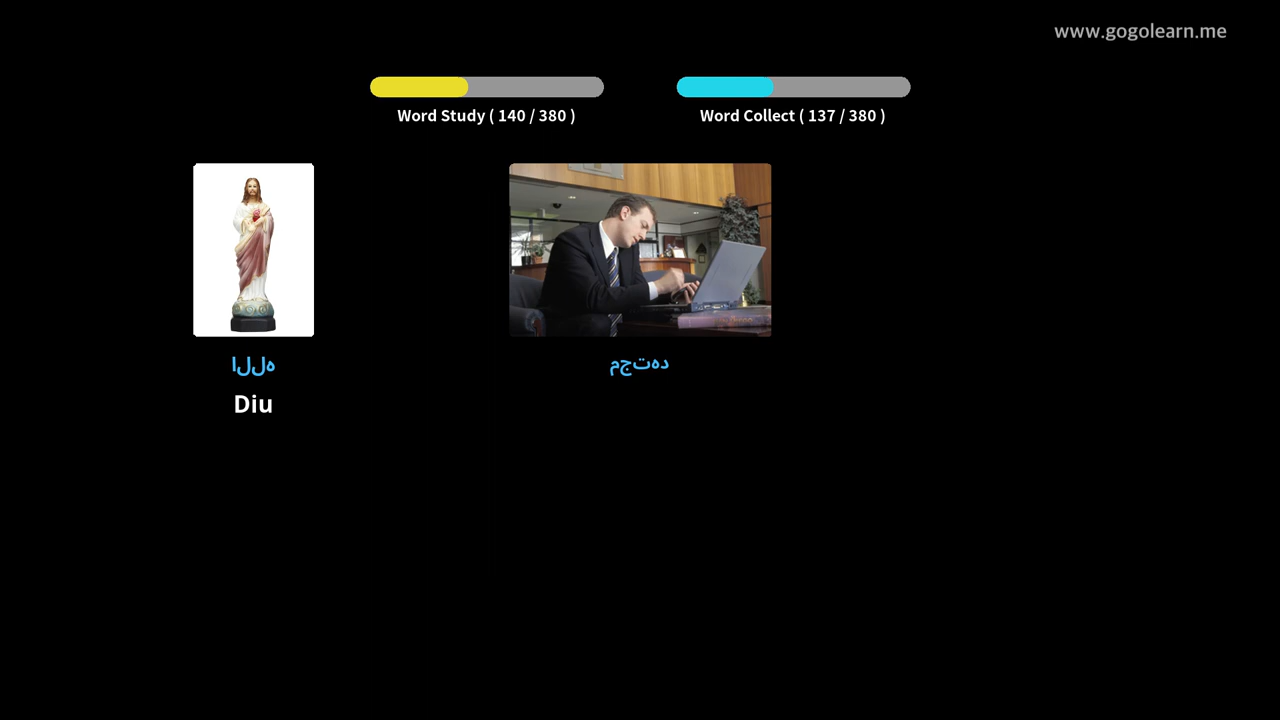 www.gogolearn.me
Word Study ( 140 / 380 )
Word Collect ( 137 / 380 )
الله
Diu
مجتهد